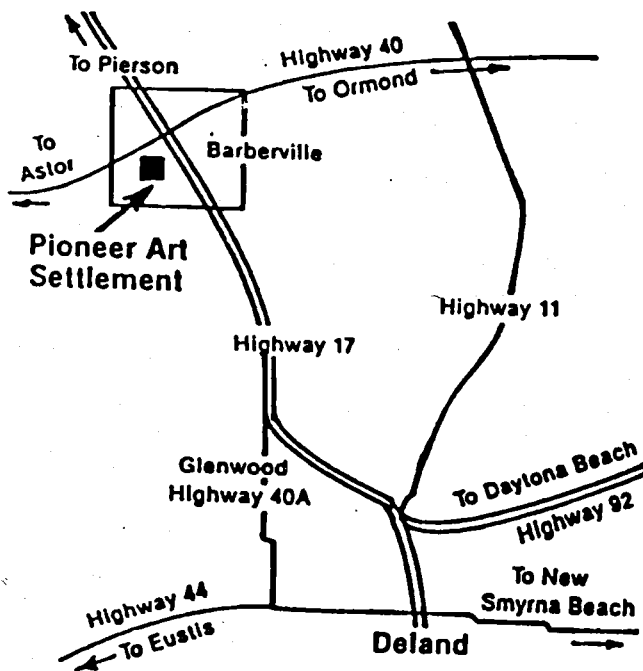 To Pierson
Highway 40
To Ormond
To
Astor
Barberville
Pioneer Art
Settlement
Highway 11
Highway 17
Glenwood
Highway 40A
To Daytona Beach
Highway 92
Highway 44
To Eustis
To New
Smyrna Beach
Deland